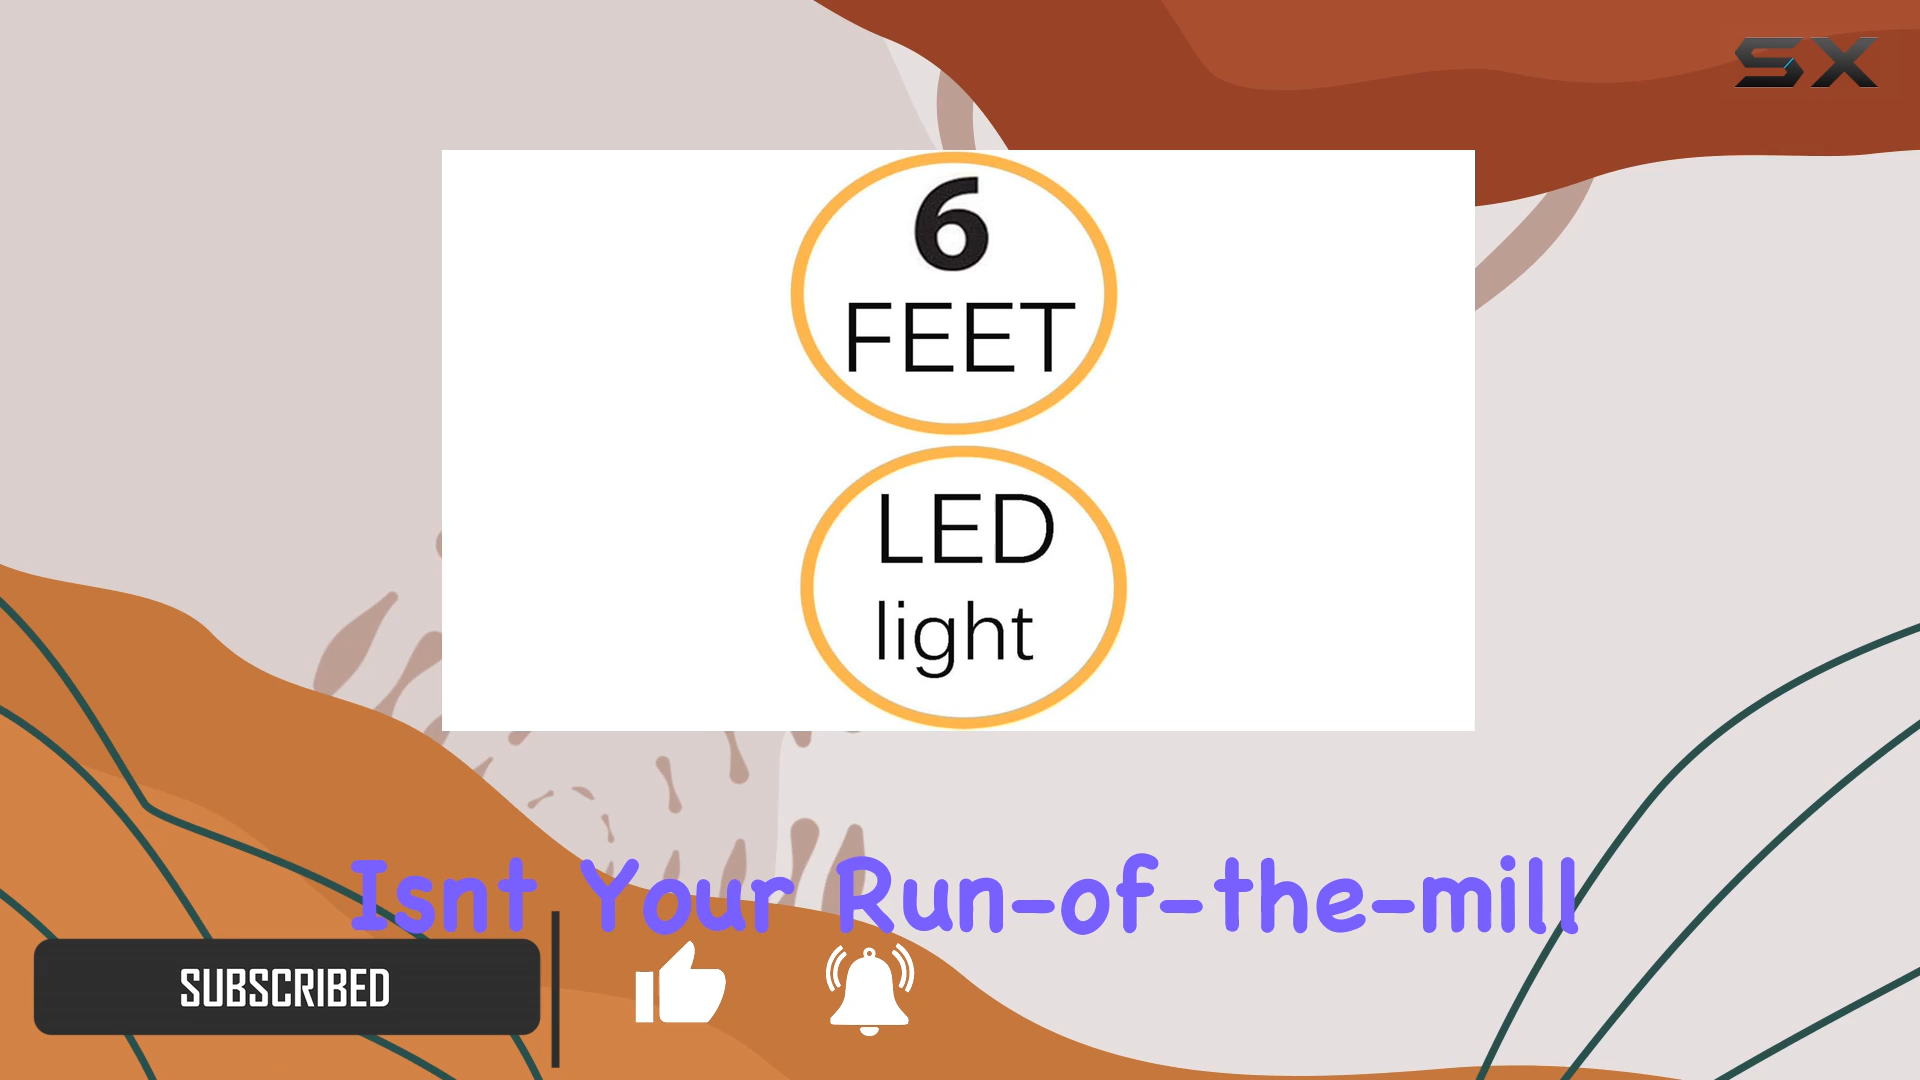 SX
6
FEET
LED
light
Isnt Your Run-of-the-mill
SUBSCRIBED